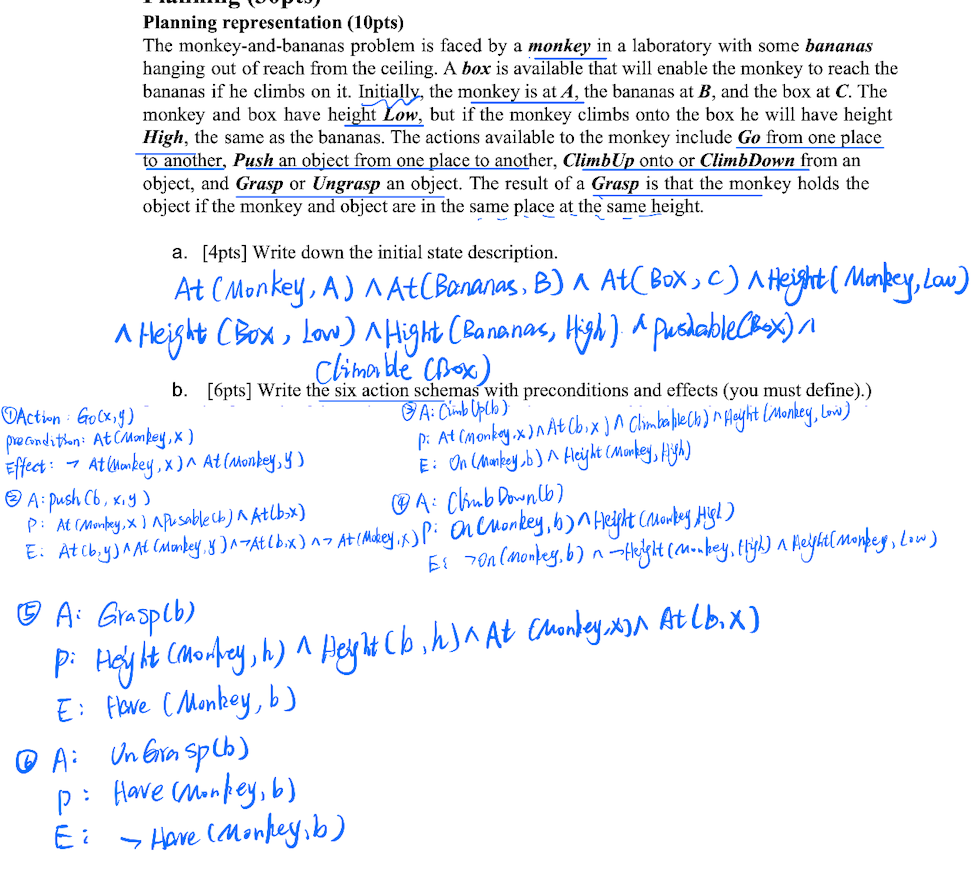 Planning representation (10pts)
The monkey-and-bananas problem is faced by a monkey in a laboratory with some bananas
hanging out of reach from the ceiling. A box is available that will enable the monkey to reach the
bananas if he climbs on it. Initially, the monkey is at A, the bananas at B, and the box at C. The
monkey and box have height Low, but if the monkey climbs onto the box he will have height
High, the same as the bananas. The actions available to the monkey include Go from one place
to another, Push an object from one place to another, ClimbUp onto or ClimbDown from an
object, and Grasp or Ungrasp an object. The result of a Grasp is that the monkey holds the
object if the monkey and object are in the same place at the same height.
a. [4pts] Write down the initial state description.
At (Monkey, A) ∧ At (Bananas, B) ∧ At (Box, C) ∧ Height (Monkey, Low)
∧ Height (Box, Low) ∧ Hight (Bananas, High) ∧ pushable (Box) ∧
Climable (Box)
b. [6pts] Write the six action schemas with preconditions and effects (you must define).)
① Action : Go(x,y)
precondition: At (Monkey, x)
Effect : ¬ At (Monkey, x) ∧ At (Monkey, y)
② A: push (b, x, y)
P: At (Monkey, x) ∧ Pusable (b) ∧ At (b,x)
E: At (b,y) ∧ At (Monkey, y) ∧ ¬At (b,x) ∧ ¬ At (Mokey, x)
③ A: ClimbUp(b)
P: At (Monkey, x) ∧ At (b,x) ∧ Climbable (b) ∧ Height (Monkey, Low)
E: On (Monkey, b) ∧ Height (Monkey, High)
④ A: ClimbDown(b)
P: On (Monkey, b) ∧ Height (Monkey, High)
E: ¬On (Monkey, b) ∧ ¬Height (Monkey, High) ∧ Height (Monkey, Low)
⑤ A: Grasp(b)
P: Height (Monkey, h) ∧ Height (b, h) ∧ At (Monkey, x) ∧ At (b, x)
E: Have (Monkey, b)
⑥ A: UnGrasp(b)
P: Have (Monkey, b)
E: ¬ Have (Monkey, b)